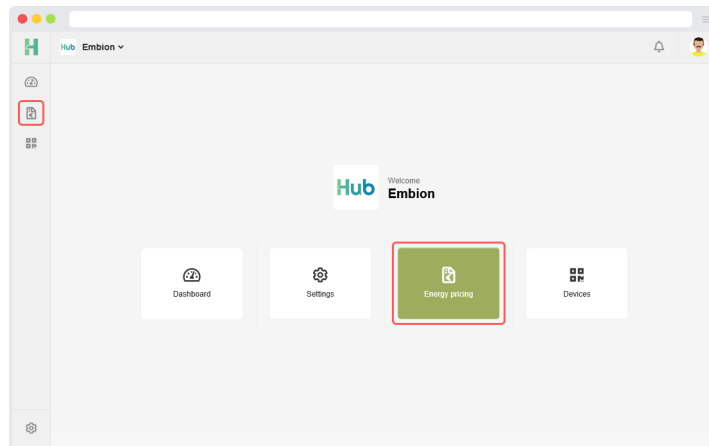 Hub Embion
Hub
Welcome
Embion
Dashboard
Settings
Energy pricing
Devices